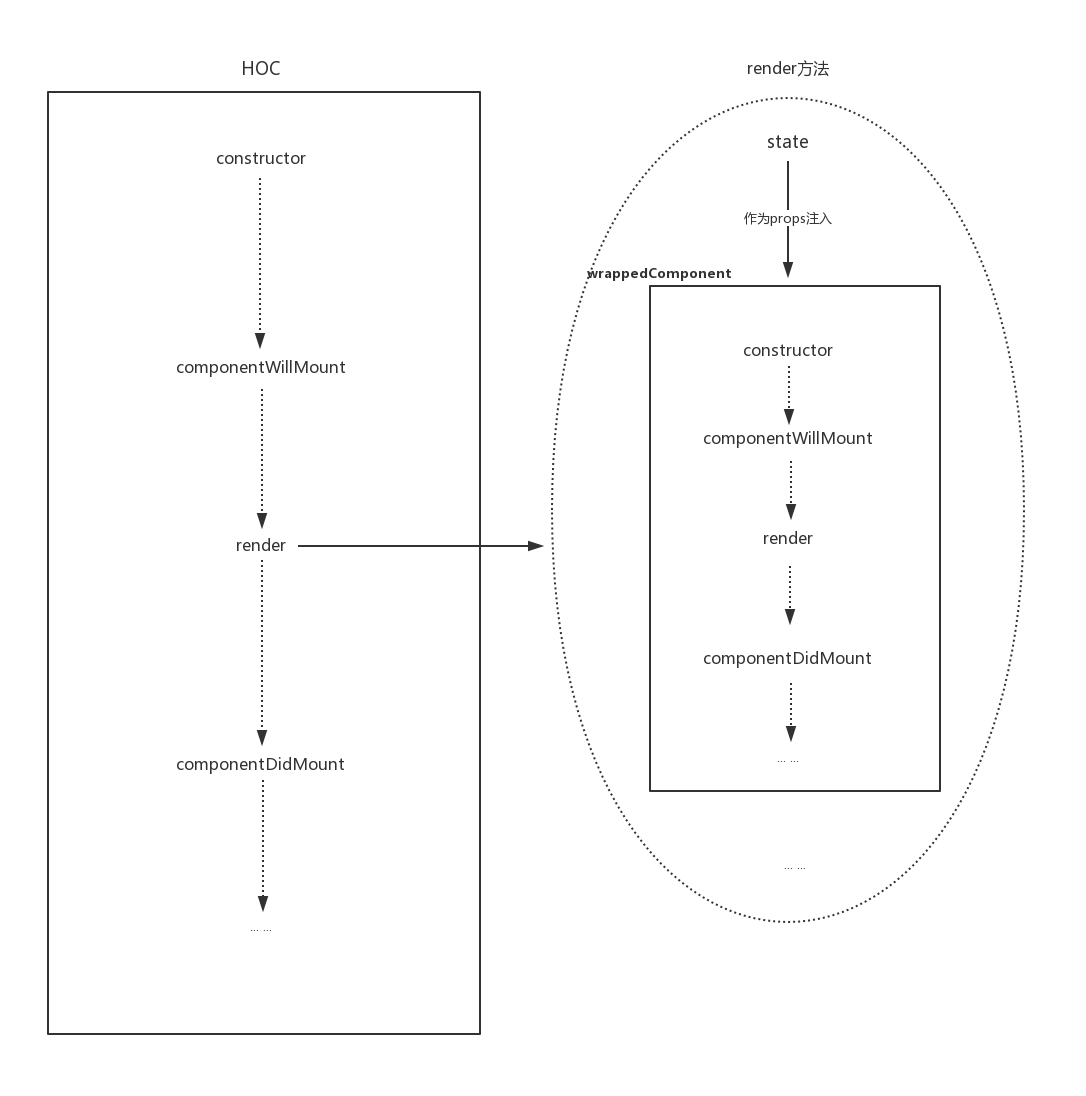 HOC
constructor
componentWillMount
render
componentDidMount
... ...
render方法
state
作为props注入
wrappedComponent
constructor
componentWillMount
render
componentDidMount
... ...
... ...